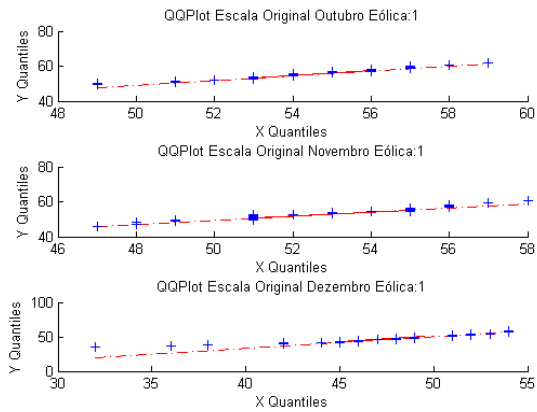 QQPlot Escala Original Outubro Eólica:1
80
60
40
Y Quantiles
48 50 52 54 56 58 60
X Quantiles
QQPlot Escala Original Novembro Eólica:1
80
60
40
Y Quantiles
46 48 50 52 54 56 58
X Quantiles
QQPlot Escala Original Dezembro Eólica:1
100
50
0
Y Quantiles
30 35 40 45 50 55
X Quantiles